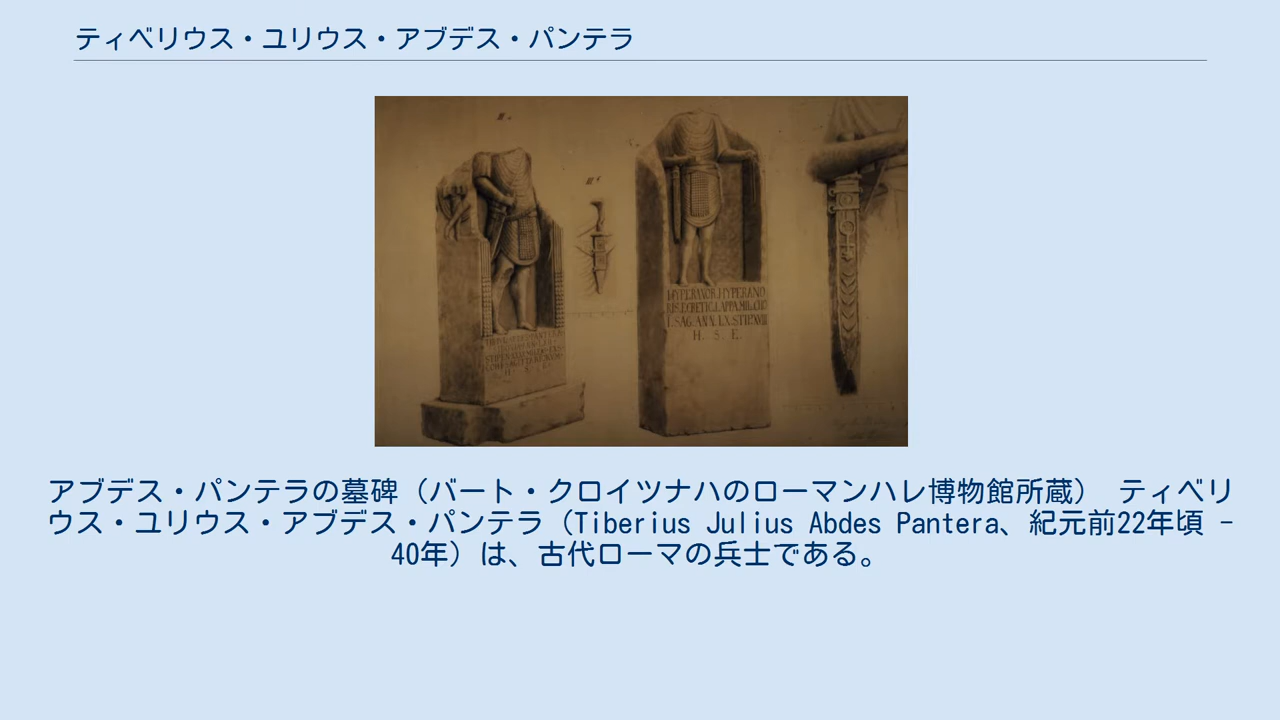 ティベリウス・ユリウス・アブデス・パンテラ
HYPERANOR.HYPERANO
H. S. E.
アブデス・パンテラの墓碑（バート・クロイツナハのローマンハレ博物館所蔵） ティベリ
ウス・ユリウス・アブデス・パンテラ（Tiberius Julius Abdes Pantera、紀元前22年頃 -
40年）は、古代ローマの兵士である。